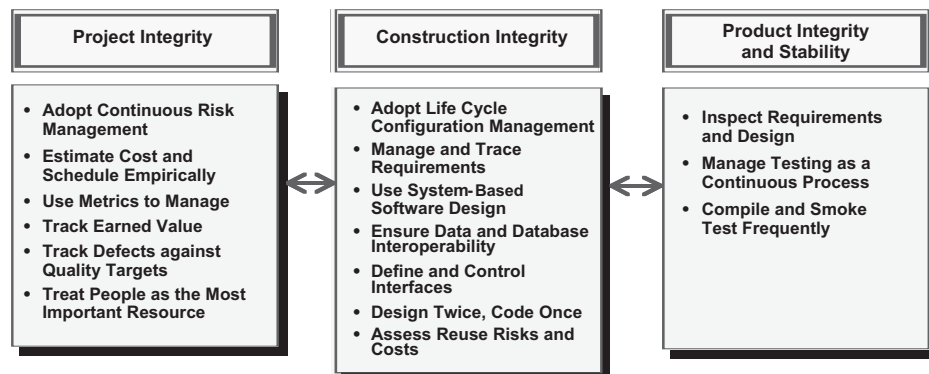 Project Integrity
• Adopt Continuous Risk
Management
• Estimate Cost and
Schedule Empirically
• Use Metrics to Manage
• Track Earned Value
• Track Defects against
Quality Targets
• Treat People as the Most
Important Resource
Construction Integrity
• Adopt Life Cycle
Configuration Management
• Manage and Trace
Requirements
• Use System-Based
Software Design
• Ensure Data and Database
Interoperability
• Define and Control
Interfaces
• Design Twice, Code Once
• Assess Reuse Risks and
Costs
Product Integrity
and Stability
• Inspect Requirements
and Design
• Manage Testing as a
Continuous Process
• Compile and Smoke
Test Frequently